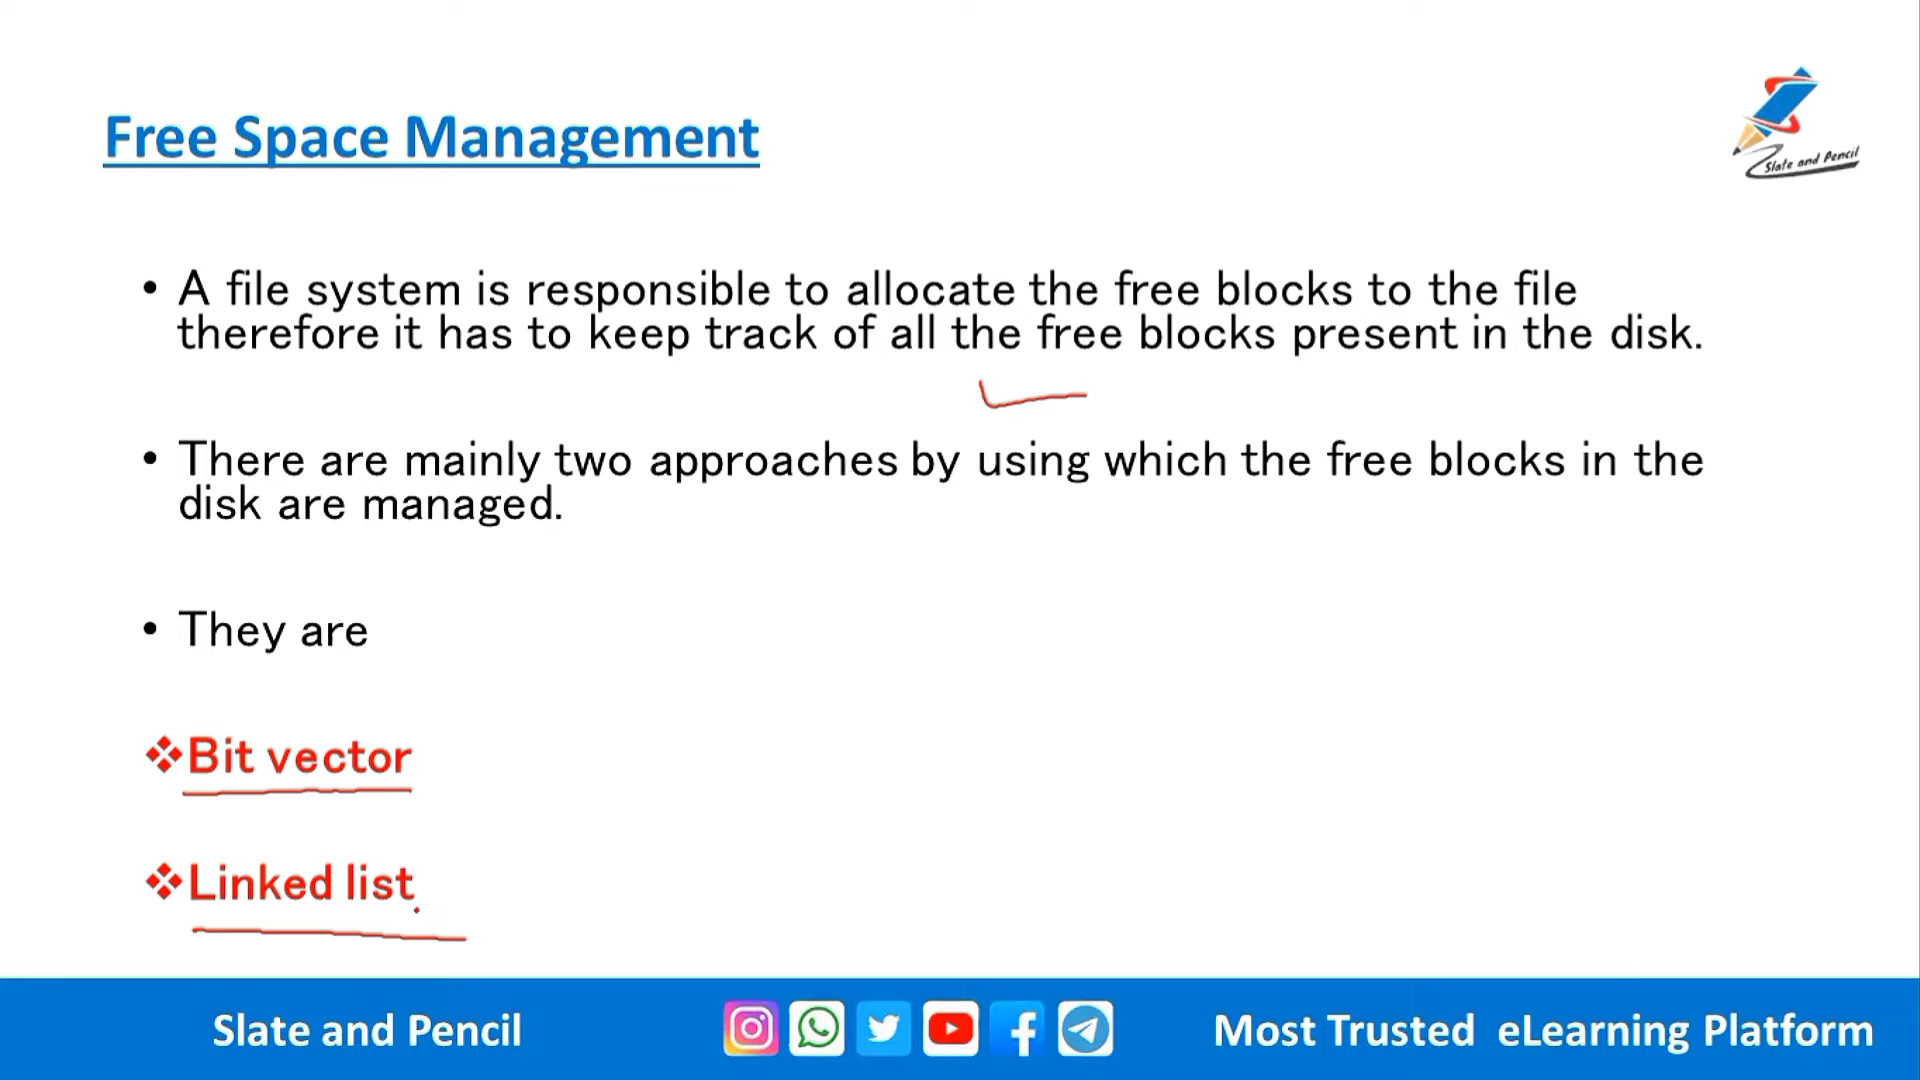 Free Space Management
Slate and Pencil
• A file system is responsible to allocate the free blocks to the file
therefore it has to keep track of all the free blocks present in the disk.
• There are mainly two approaches by using which the free blocks in the
disk are managed.
• They are
❖Bit vector
❖Linked list
Slate and Pencil
Most Trusted eLearning Platform